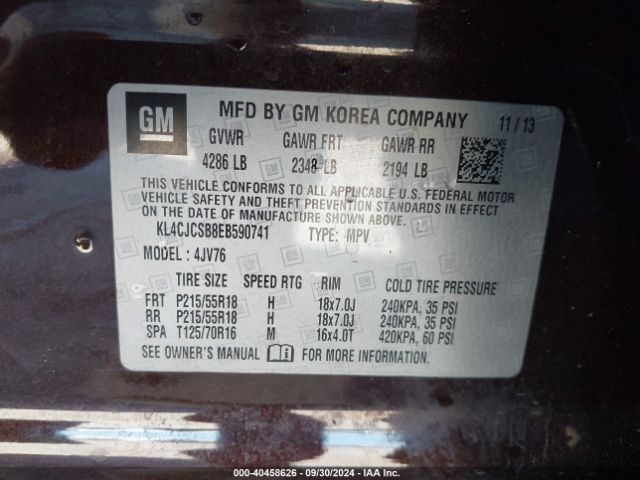 GM
MFD BY GM KOREA COMPANY 11 / 13
GVWR GAWR FRT GAWR RR
4286 LB 2348 LB 2194 LB
THIS VEHICLE CONFORMS TO ALL APPLICABLE U.S. FEDERAL MOTOR
VEHICLE SAFETY AND THEFT PREVENTION STANDARDS IN EFFECT
ON THE DATE OF MANUFACTURE SHOWN ABOVE.
KL4CJCSB8EB590741 TYPE: MPV
MODEL : 4JV76
TIRE SIZE SPEED RTG RIM COLD TIRE PRESSURE
FRT P215/55R18 H 18x7.0J 240KPA, 35 PSI
RR P215/55R18 H 18x7.0J 240KPA, 35 PSI
SPA T125/70R16 M 16x4.0T 420KPA, 60 PSI
SEE OWNER'S MANUAL FOR MORE INFORMATION.
000-40458626 - 09/30/2024 - IAA Inc.